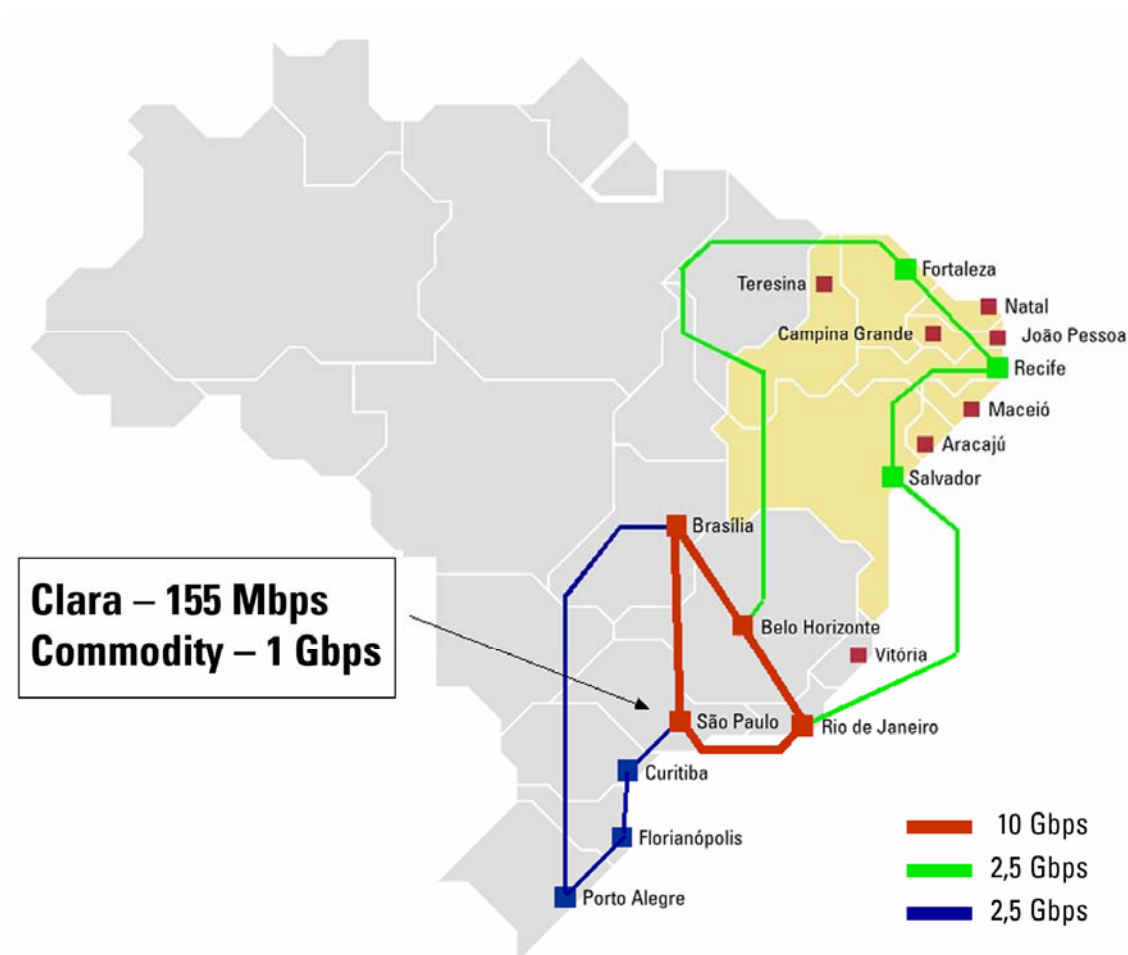 Fortaleza
Teresina
Natal
Campina Grande
João Pessoa
Recife
Maceió
Aracajú
Salvador
Brasília
Clara – 155 Mbps
Commodity – 1 Gbps
Belo Horizonte
Vitória
São Paulo
Rio de Janeiro
Curitiba
Florianópolis
Porto Alegre
10 Gbps
2,5 Gbps
2,5 Gbps